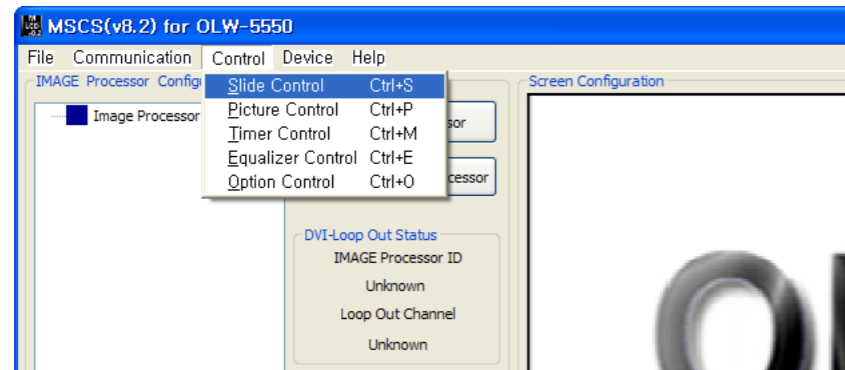 MSCS(v8.2) for OLW-5550
File Communication Control Device Help
IMAGE Processor Config
Screen Configuration
Slide Control Ctrl+S
Picture Control Ctrl+P
Timer Control Ctrl+M
Equalizer Control Ctrl+E
Option Control Ctrl+O
Image Processor
sor
cessor
DVI-Loop Out Status
IMAGE Processor ID
Unknown
Loop Out Channel
Unknown
O